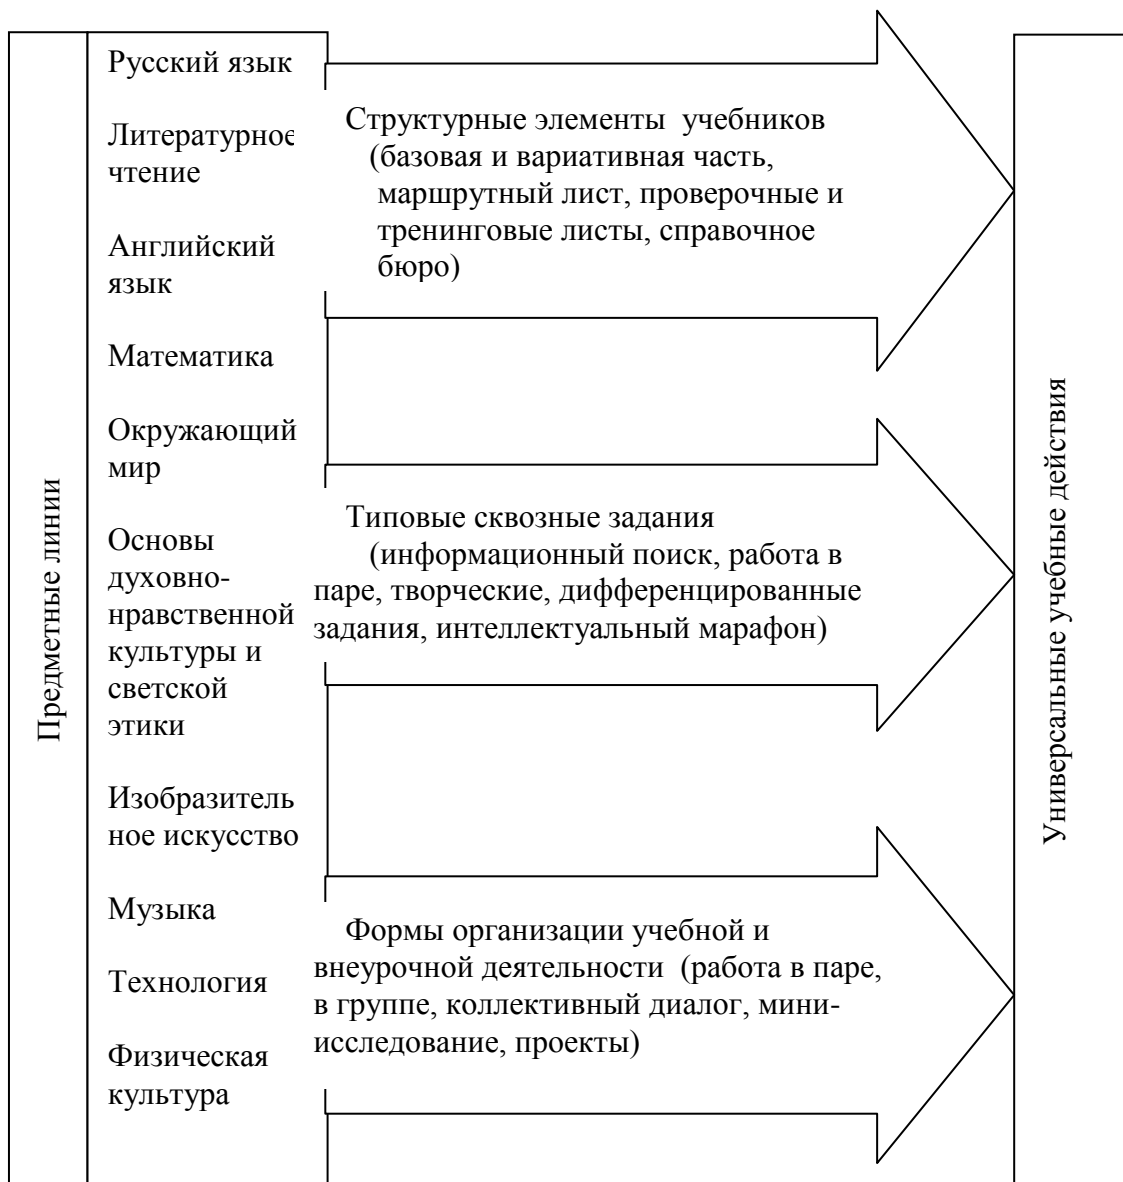 Предметные линии
Русский язык
Литературное
чтение
Английский
язык
Математика
Окружающий
мир
Основы
духовно-
нравственной
культуры и
светской
этики
Изобразитель
ное искусство
Музыка
Технология
Физическая
культура
Структурные элементы учебников
(базовая и вариативная часть,
маршрутный лист, проверочные и
тренинговые листы, справочное
бюро)
Типовые сквозные задания
(информационный поиск, работа в
паре, творческие, дифференцированные
задания, интеллектуальный марафон)
Формы организации учебной и
внеурочной деятельности (работа в паре,
в группе, коллективный диалог, мини-
исследование, проекты)
Универсальные учебные действия